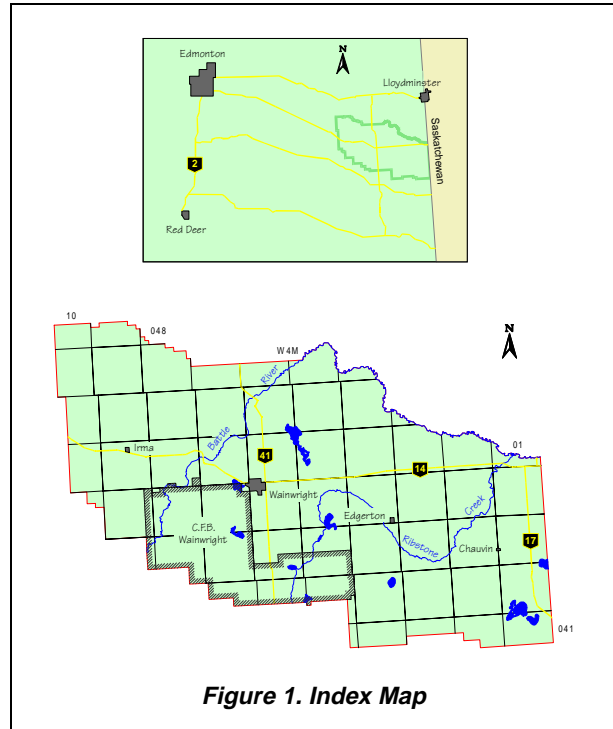 N
Edmonton
Lloydminster
Saskatchewan
2
Red Deer
10
048
W4M
N
River
Battle
01
Irma
41
14
Wainwright
Creek
C.F.B.
Wainwright
Edgerton
Ribstone
Chauvin
17
041
Figure 1. Index Map